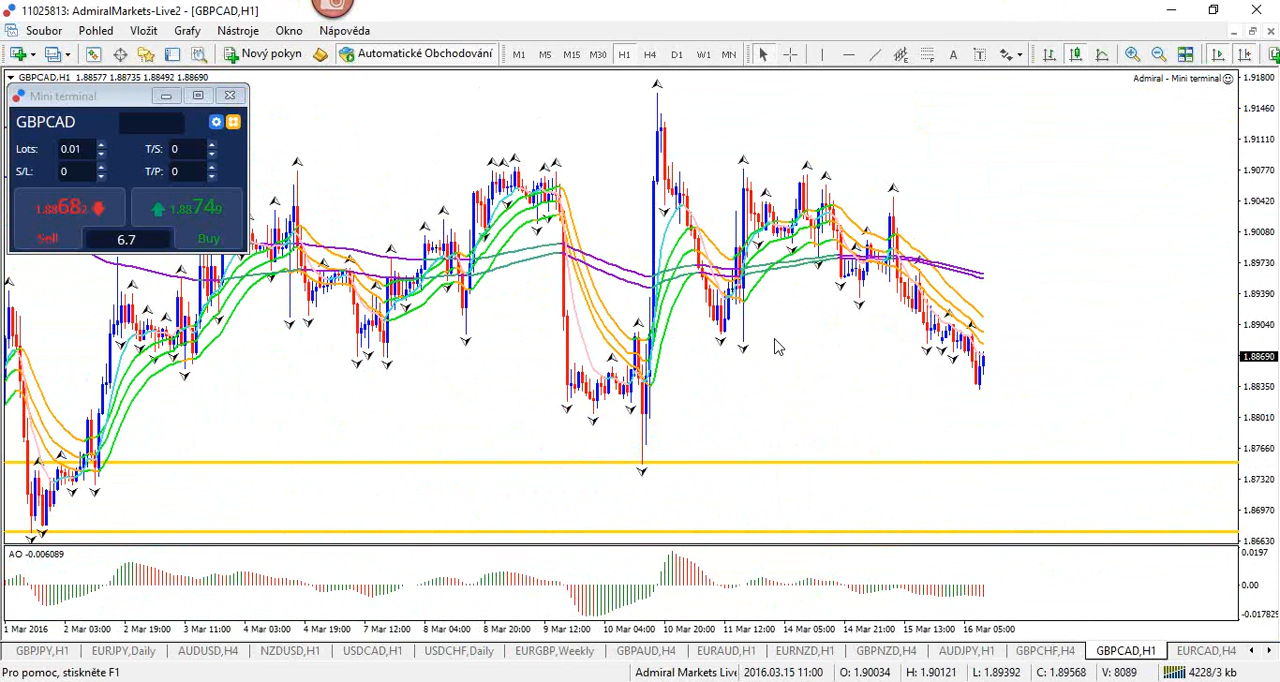 11025813: AdmiralMarkets-Live2 - [GBPCAD,H1]
Soubor Pohled Vložit Grafy Nástroje Okno Nápověda
Nový pokyn Automatické Obchodování M1 M5 M15 M30 H1 H4 D1 W1 MN A T
GBPCAD,H1 1.88577 1.88735 1.88492 1.88690
Admiral - Mini terminal
Mini terminal
GBPCAD
Lots: 0.01 T/S: 0
S/L: 0 T/P: 0
1.88682 1.88749
Sell 6.7 Buy
1.91800
1.91460
1.91110
1.90770
1.90420
1.90080
1.89730
1.89390
1.89040
1.88690
1.88350
1.88010
1.87660
1.87320
1.86970
1.86630
AO -0.006089
0.0197
0.00
1 Mar 2016 2 Mar 03:00 2 Mar 19:00 3 Mar 11:00 4 Mar 03:00 4 Mar 19:00 7 Mar 12:00 8 Mar 04:00 8 Mar 20:00 9 Mar 12:00 10 Mar 04:00 10 Mar 20:00 11 Mar 12:00 14 Mar 05:00 14 Mar 21:00 15 Mar 13:00 16 Mar 05:00
GBPJPY,H1 EURJPY,Daily AUDUSD,H4 NZDUSD,H1 USDCAD,H1 USDCHF,Daily EURGBP,Weekly GBPAUD,H4 EURAUD,H1 EURNZD,H1 GBPNZD,H4 AUDJPY,H1 GBPCHF,H4 GBPCAD,H1 EURCAD,H4
Pro pomoc, stiskněte F1 Admiral Markets Live 2016.03.15 11:00 O: 1.90034 H: 1.90121 L: 1.89392 C: 1.89568 V: 8089 4228/3 kb